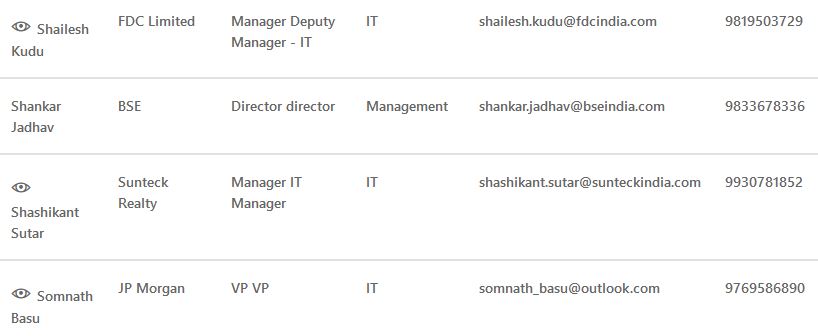 Shailesh Kudu FDC Limited Manager Deputy Manager - IT IT shailesh.kudu@fdcindia.com 9819503729
Shankar Jadhav BSE Director director Management shankar.jadhav@bseindia.com 9833678336
Shashikant Sutar Sunteck Realty Manager IT Manager IT shashikant.sutar@sunteckindia.com 9930781852
Somnath Basu JP Morgan VP VP IT somnath_basu@outlook.com 9769586890